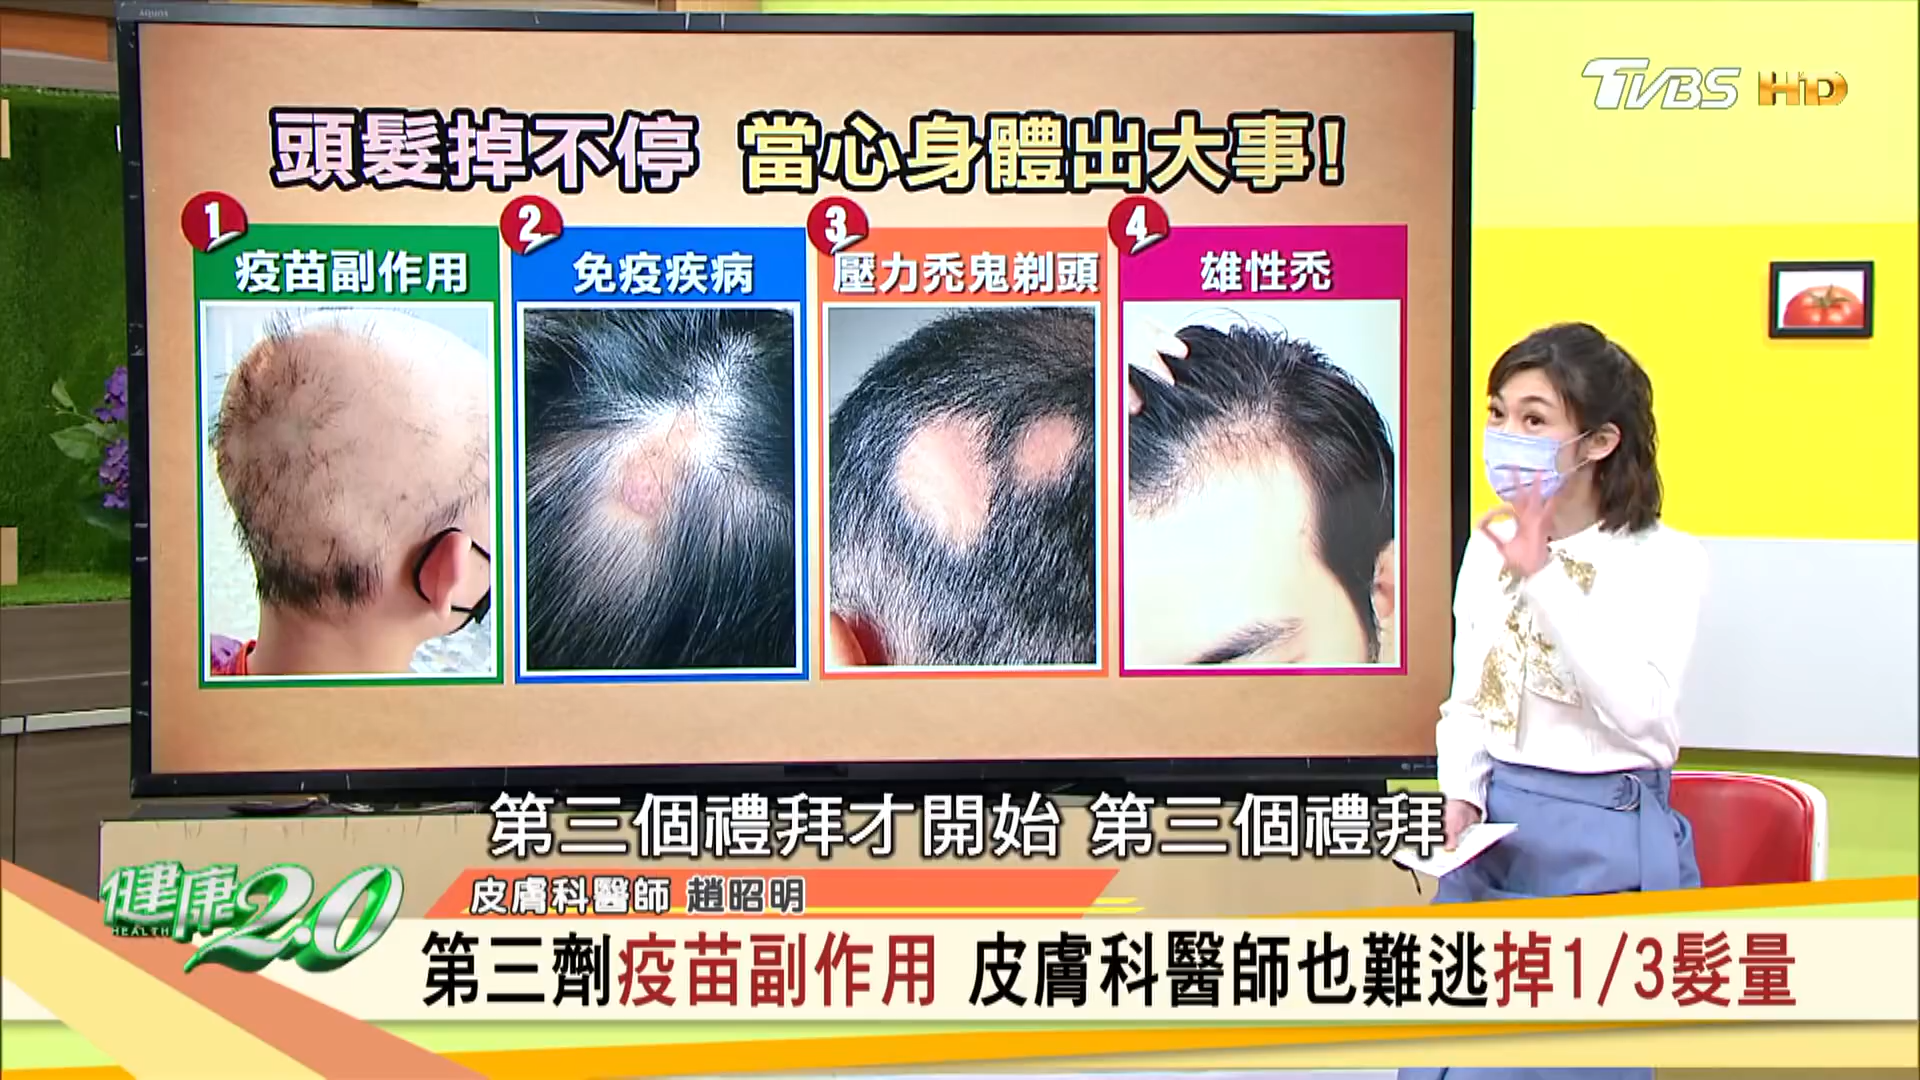 AQUOS
TVBS HD
頭髮掉不停 當心身體出大事!
1
疫苗副作用
2
免疫疾病
3
壓力禿鬼剃頭
4
雄性禿
第三個禮拜才開始 第三個禮拜
健康2.0
HEALTH
皮膚科醫師 趙昭明
第三劑疫苗副作用 皮膚科醫師也難逃掉1/3髮量